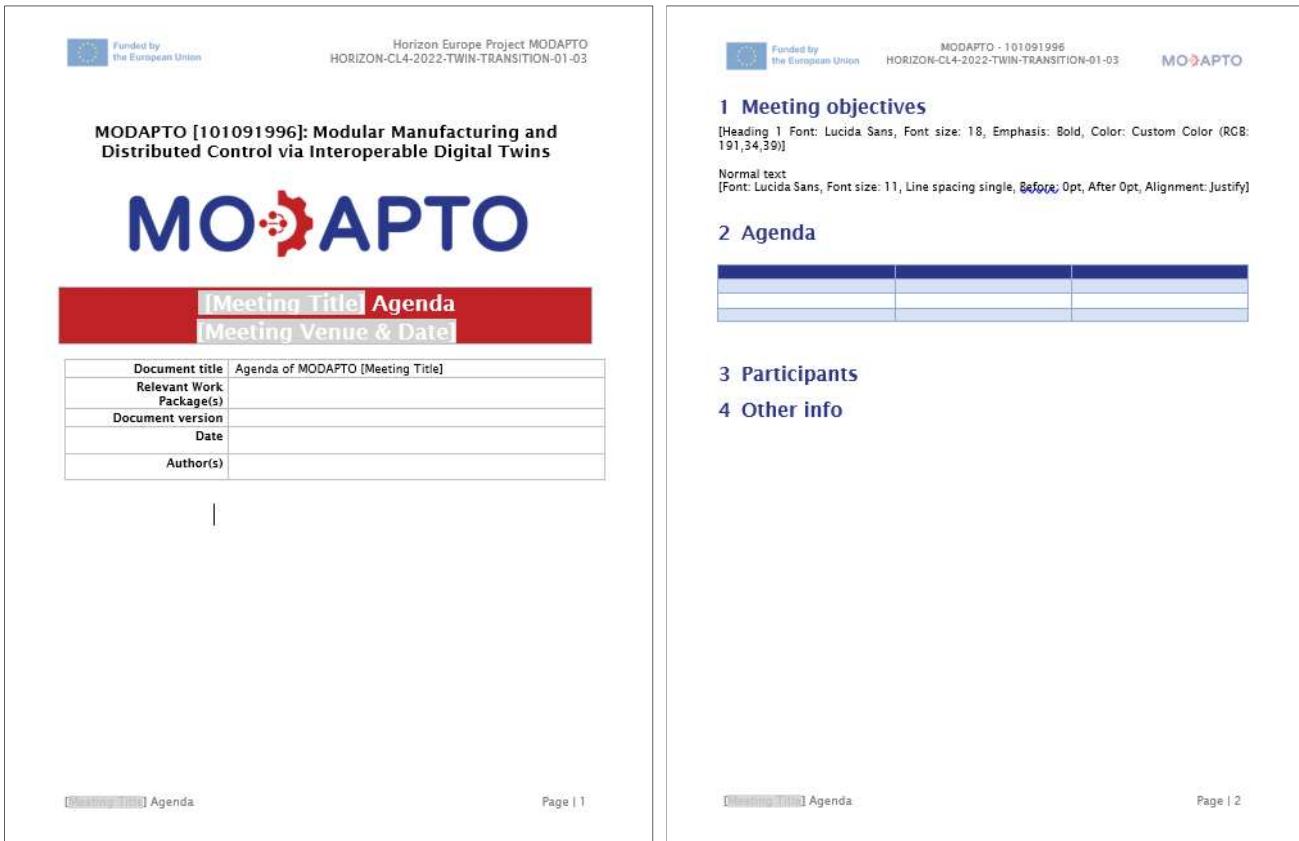 Funded by
the European Union
Horizon Europe Project MODAPTO
HORIZON-CL4-2022-TWIN-TRANSITION-01-03
MODAPTO [101091996]: Modular Manufacturing and
Distributed Control via Interoperable Digital Twins
MODAPTO
[Meeting Title] Agenda
[Meeting Venue & Date]
Document title Agenda of MODAPTO [Meeting Title]
Relevant Work
Package(s)
Document version
Date
Author(s)
[Meeting Title] Agenda
Page | 1
Funded by
the European Union
MODAPTO - 101091996
HORIZON-CL4-2022-TWIN-TRANSITION-01-03
MODAPTO
1 Meeting objectives
[Heading 1 Font: Lucida Sans, Font size: 18, Emphasis: Bold, Color: Custom Color (RGB:
191,34,39)]
Normal text
[Font: Lucida Sans, Font size: 11, Line spacing single, Before: 0pt, After 0pt, Alignment: Justify]
2 Agenda
3 Participants
4 Other info
[Meeting Title] Agenda
Page | 2